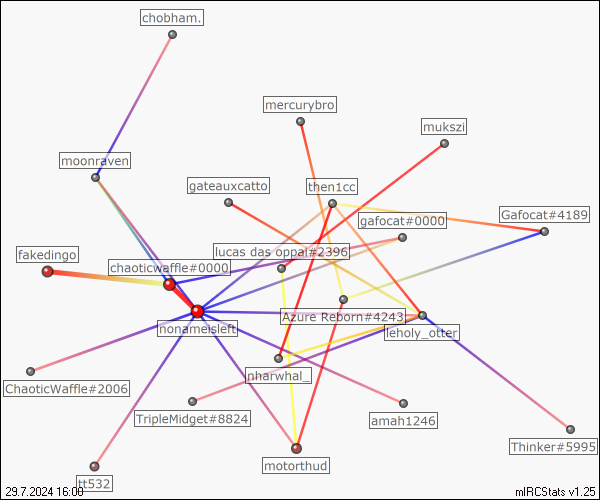 chobham.
mercurybro
mukszi
moonraven
gateauxcatto
then1cc
gafocat#0000
Gafocat#4189
fakedingo
lucas das oppal#2396
chaoticwaffle#0000
nonamesleft
Azure Reborn#4243
leholy_otter
ChaoticWaffle#2006
nharwhal_
TripleMidget#8824
amah1246
Thinker#5995
motorthud
tt532
29.7.2024 16:00
mIRCStats v1.25